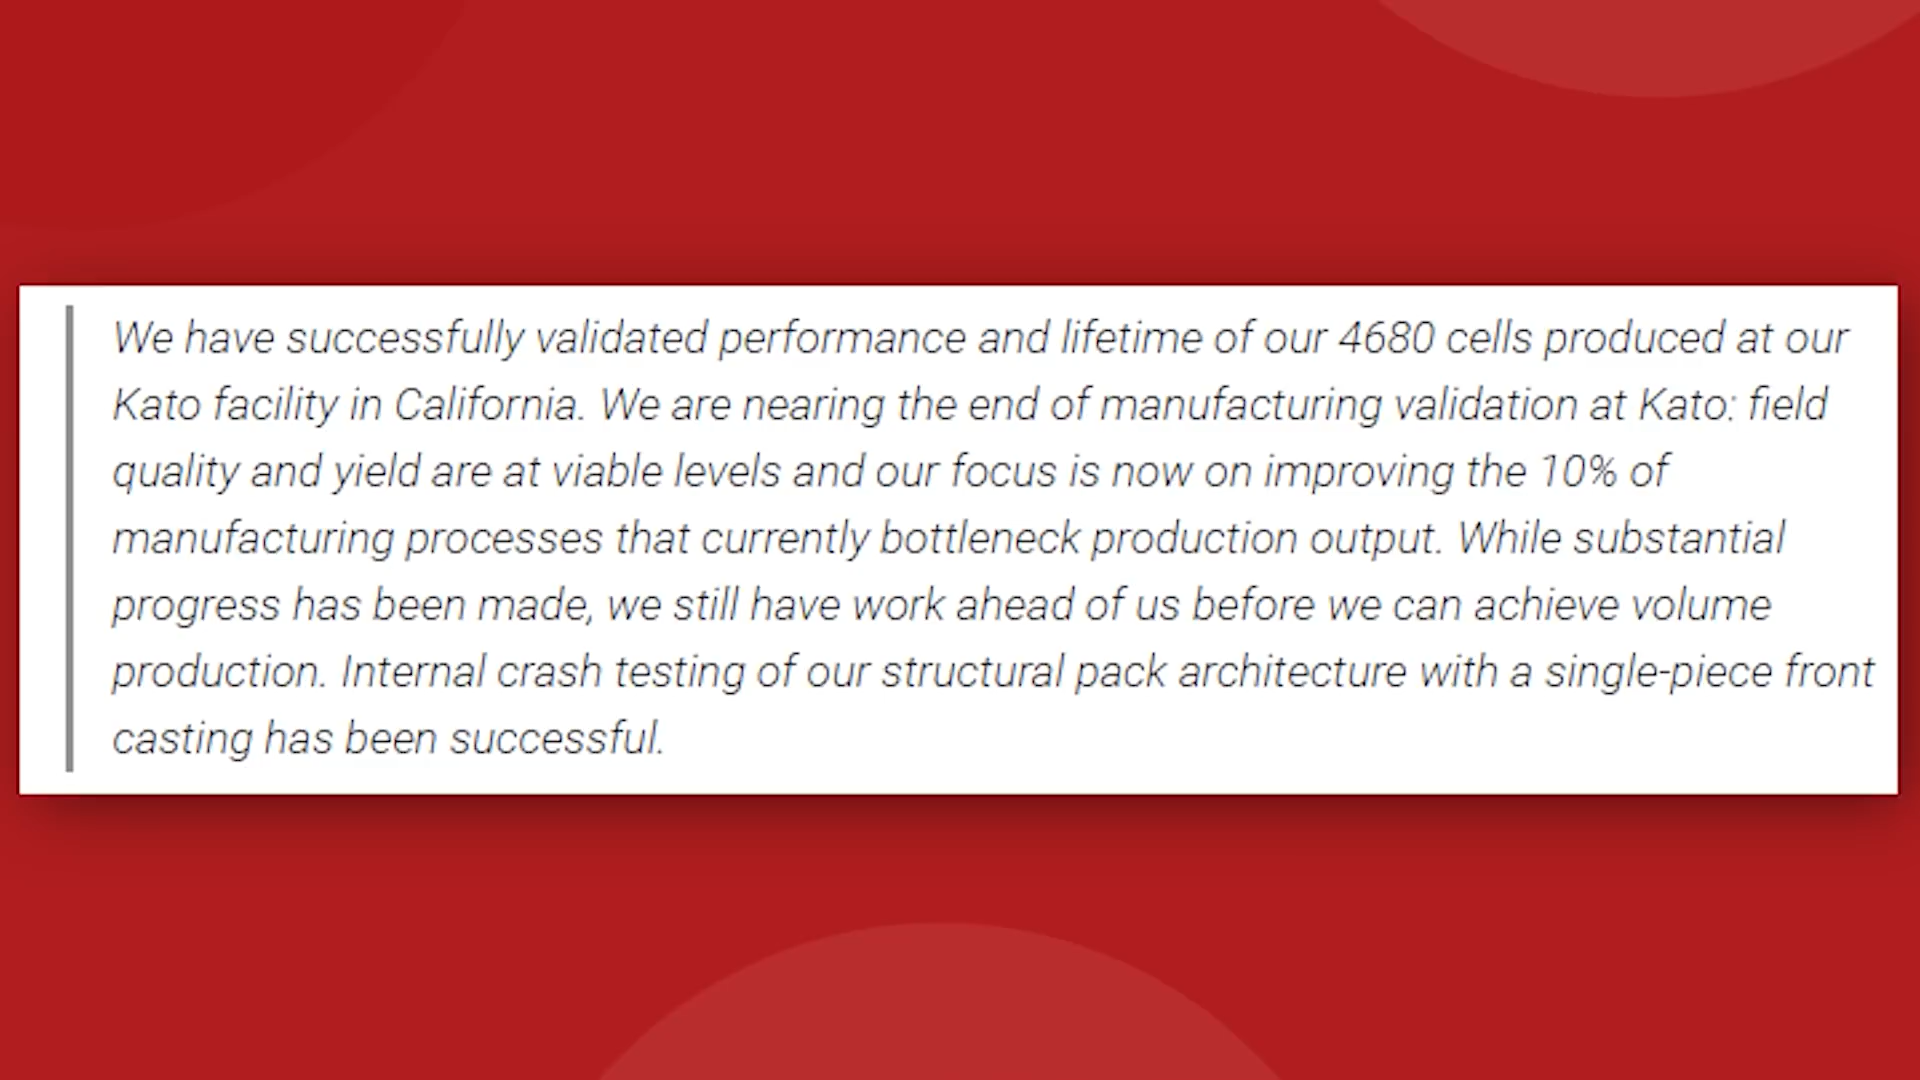 We have successfully validated performance and lifetime of our 4680 cells produced at our
Kato facility in California. We are nearing the end of manufacturing validation at Kato: field
quality and yield are at viable levels and our focus is now on improving the 10% of
manufacturing processes that currently bottleneck production output. While substantial
progress has been made, we still have work ahead of us before we can achieve volume
production. Internal crash testing of our structural pack architecture with a single-piece front
casting has been successful.